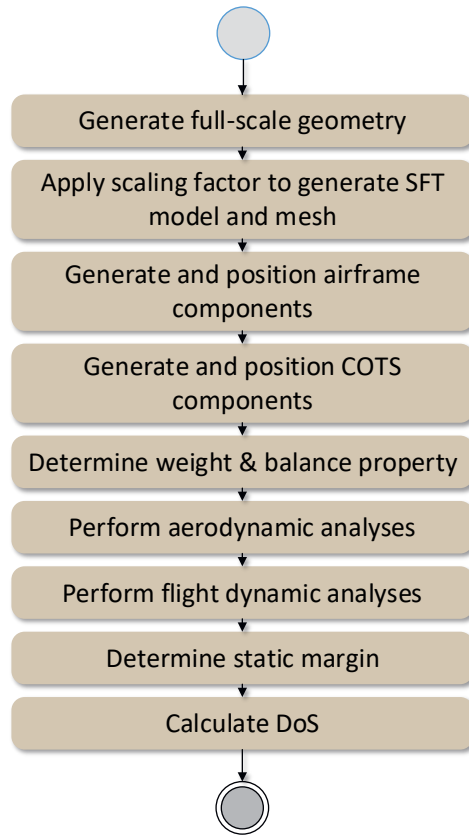 Generate full-scale geometry
Apply scaling factor to generate SFT
model and mesh
Generate and position airframe
components
Generate and position COTS
components
Determine weight & balance property
Perform aerodynamic analyses
Perform flight dynamic analyses
Determine static margin
Calculate DoS